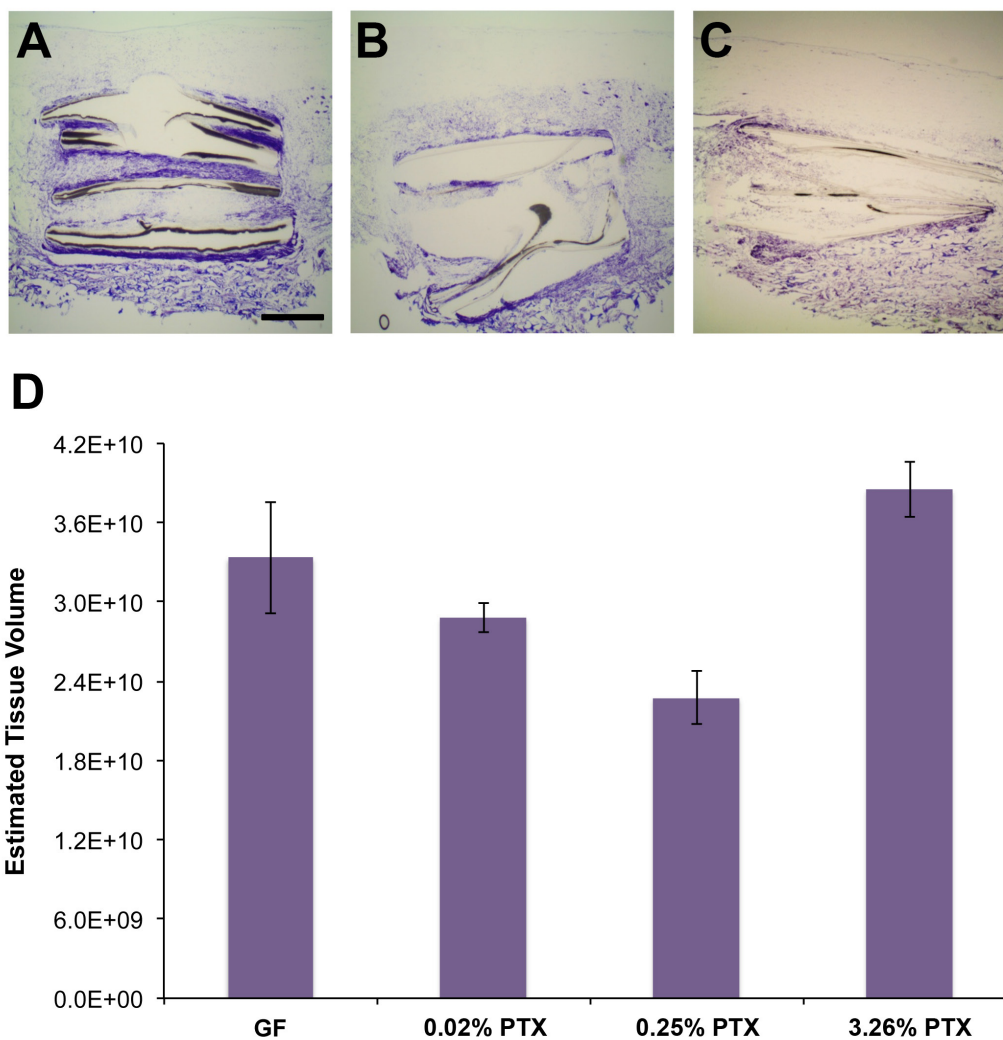 A
B
C
D
Estimated Tissue Volume
4.2E+10
3.6E+10
3.0E+10
2.4E+10
1.8E+10
1.2E+10
6.0E+09
0.0E+00
GF
0.02% PTX
0.25% PTX
3.26% PTX